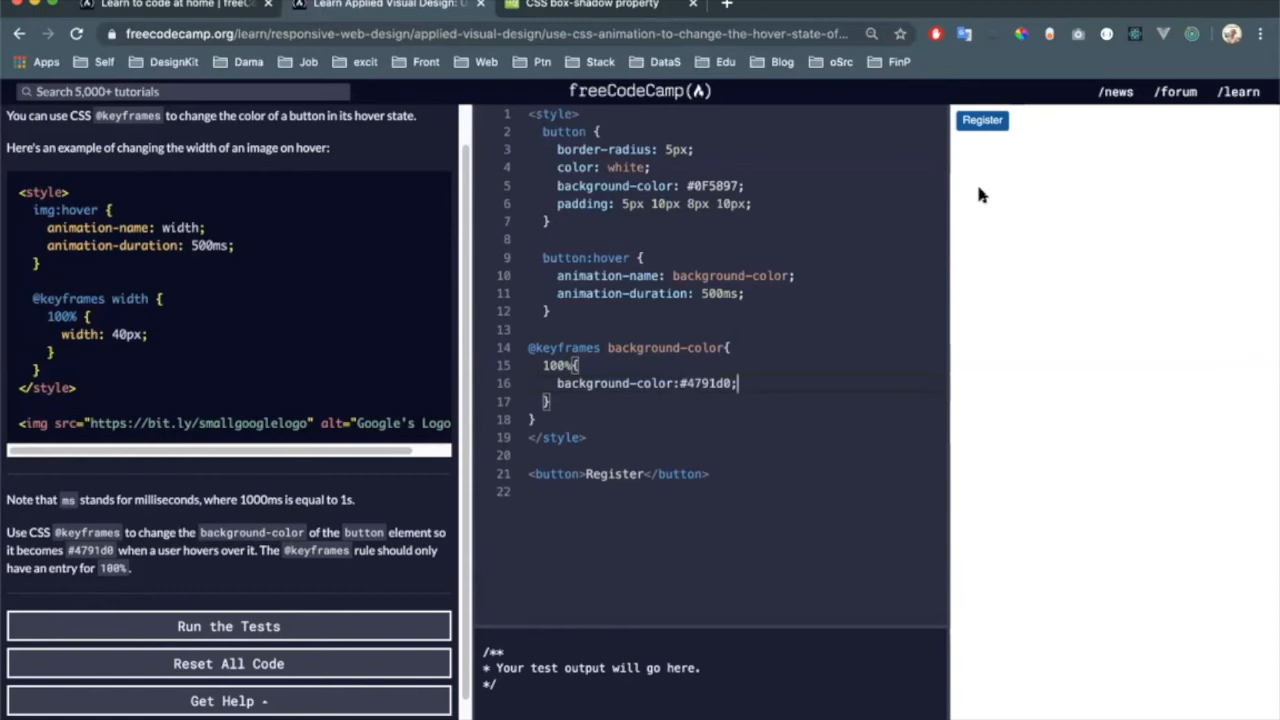 Learn to code at home | freeCo
Learn Applied Visual Design: U
CSS box-shadow property
freecodecamp.org/learn/responsive-web-design/applied-visual-design/use-css-animation-to-change-the-hover-state-of…
Apps Self DesignKit Dama Job excit Front Web Ptn Stack DataS Edu Blog oSrc FinP
Search 5,000+ tutorials
freeCodeCamp
/news /forum /learn
You can use CSS @keyframes to change the color of a button in its hover state.
Here's an example of changing the width of an image on hover:
<style>
img:hover {
animation-name: width;
animation-duration: 500ms;
}
@keyframes width {
100% {
width: 40px;
}
}
</style>
<img src="https://bit.ly/smallgooglelogo" alt="Google's Logo
Note that ms stands for milliseconds, where 1000ms is equal to 1s.
Use CSS @keyframes to change the background-color of the button element so
it becomes #4791d0 when a user hovers over it. The @keyframes rule should only
have an entry for 100%.
Run the Tests
Reset All Code
Get Help
1 <style>
2 button {
3 border-radius: 5px;
4 color: white;
5 background-color: #0F5897;
6 padding: 5px 10px 8px 10px;
7 }
8
9 button:hover {
10 animation-name: background-color;
11 animation-duration: 500ms;
12 }
13
14 @keyframes background-color{
15 100%{
16 background-color:#4791d0;
17 }
18 }
19 </style>
20
21 <button>Register</button>
22
/**
* Your test output will go here.
*/
Register